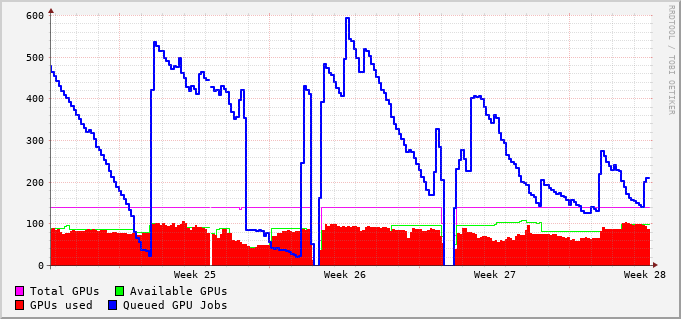 600
500
400
300
200
100
0
Week 25 Week 26 Week 27 Week 28
Total GPUs Available GPUs
GPUs used Queued GPU Jobs
RRDTOOL / TOBI OETIKER